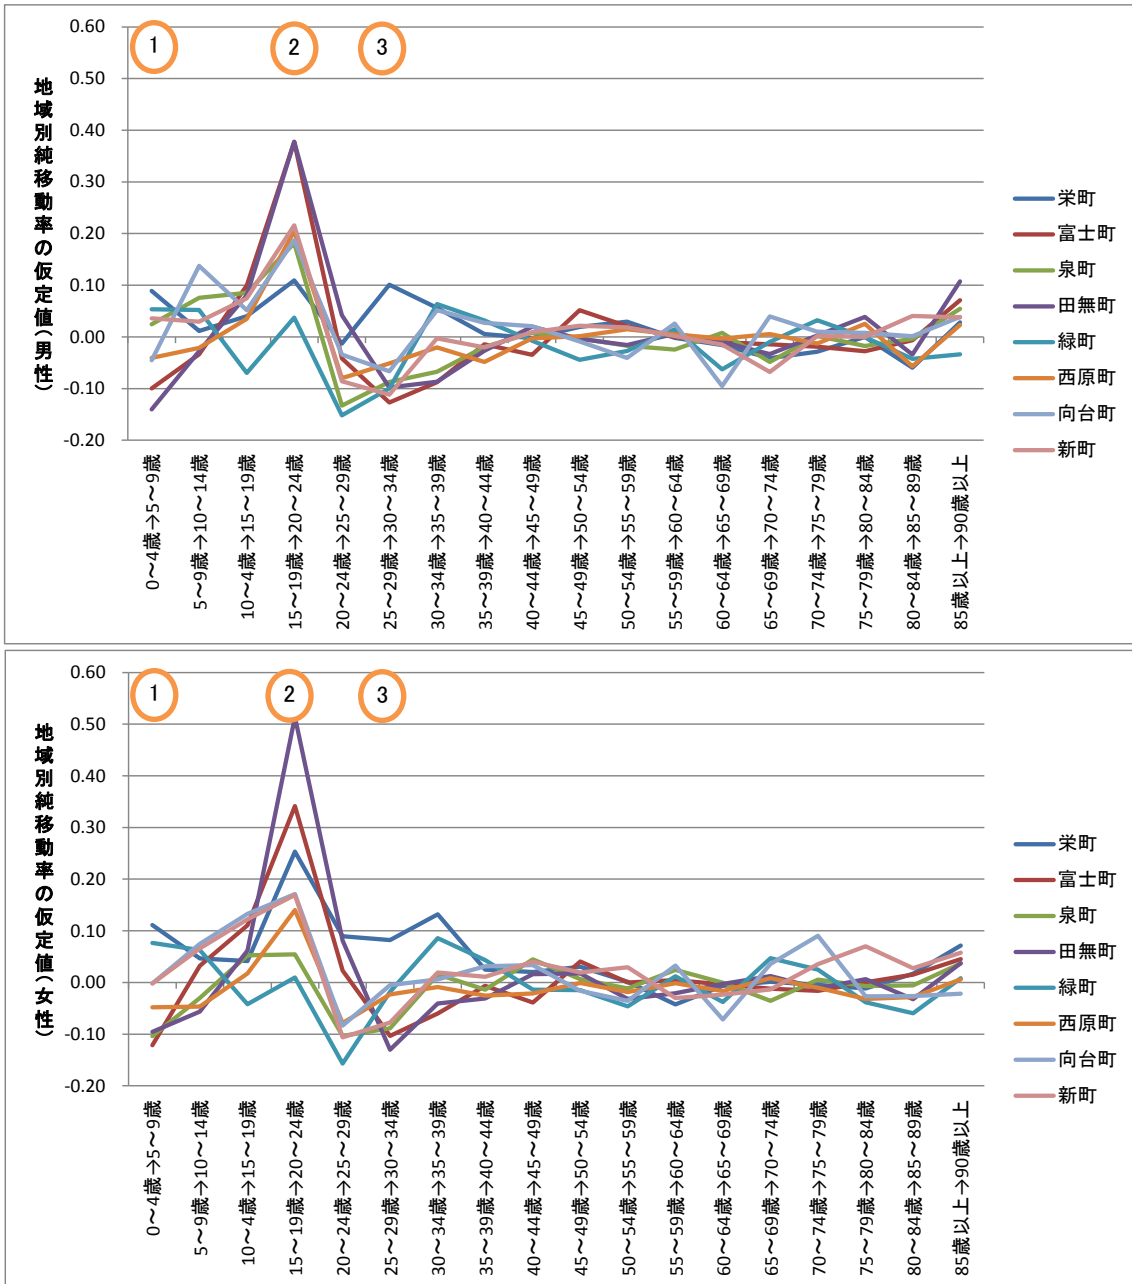 0.60
0.50
0.40
0.30
0.20
0.10
0.00
-0.10
-0.20
地域別純移動率の仮定値(男性)
1
2
3
0～4歳→5～9歳
5～9歳→10～14歳
10～4歳→15～19歳
15～19歳→20～24歳
20～24歳→25～29歳
25～29歳→30～34歳
30～34歳→35～39歳
35～39歳→40～44歳
40～44歳→45～49歳
45～49歳→50～54歳
50～54歳→55～59歳
55～59歳→60～64歳
60～64歳→65～69歳
65～69歳→70～74歳
70～74歳→75～79歳
75～79歳→80～84歳
80～84歳→85～89歳
85歳以上→90歳以上
栄町
富士町
泉町
田無町
緑町
西原町
向台町
新町
0.60
0.50
0.40
0.30
0.20
0.10
0.00
-0.10
-0.20
地域別純移動率の仮定値(女性)
1
2
3
0～4歳→5～9歳
5～9歳→10～14歳
10～4歳→15～19歳
15～19歳→20～24歳
20～24歳→25～29歳
25～29歳→30～34歳
30～34歳→35～39歳
35～39歳→40～44歳
40～44歳→45～49歳
45～49歳→50～54歳
50～54歳→55～59歳
55～59歳→60～64歳
60～64歳→65～69歳
65～69歳→70～74歳
70～74歳→75～79歳
75～79歳→80～84歳
80～84歳→85～89歳
85歳以上→90歳以上
栄町
富士町
泉町
田無町
緑町
西原町
向台町
新町